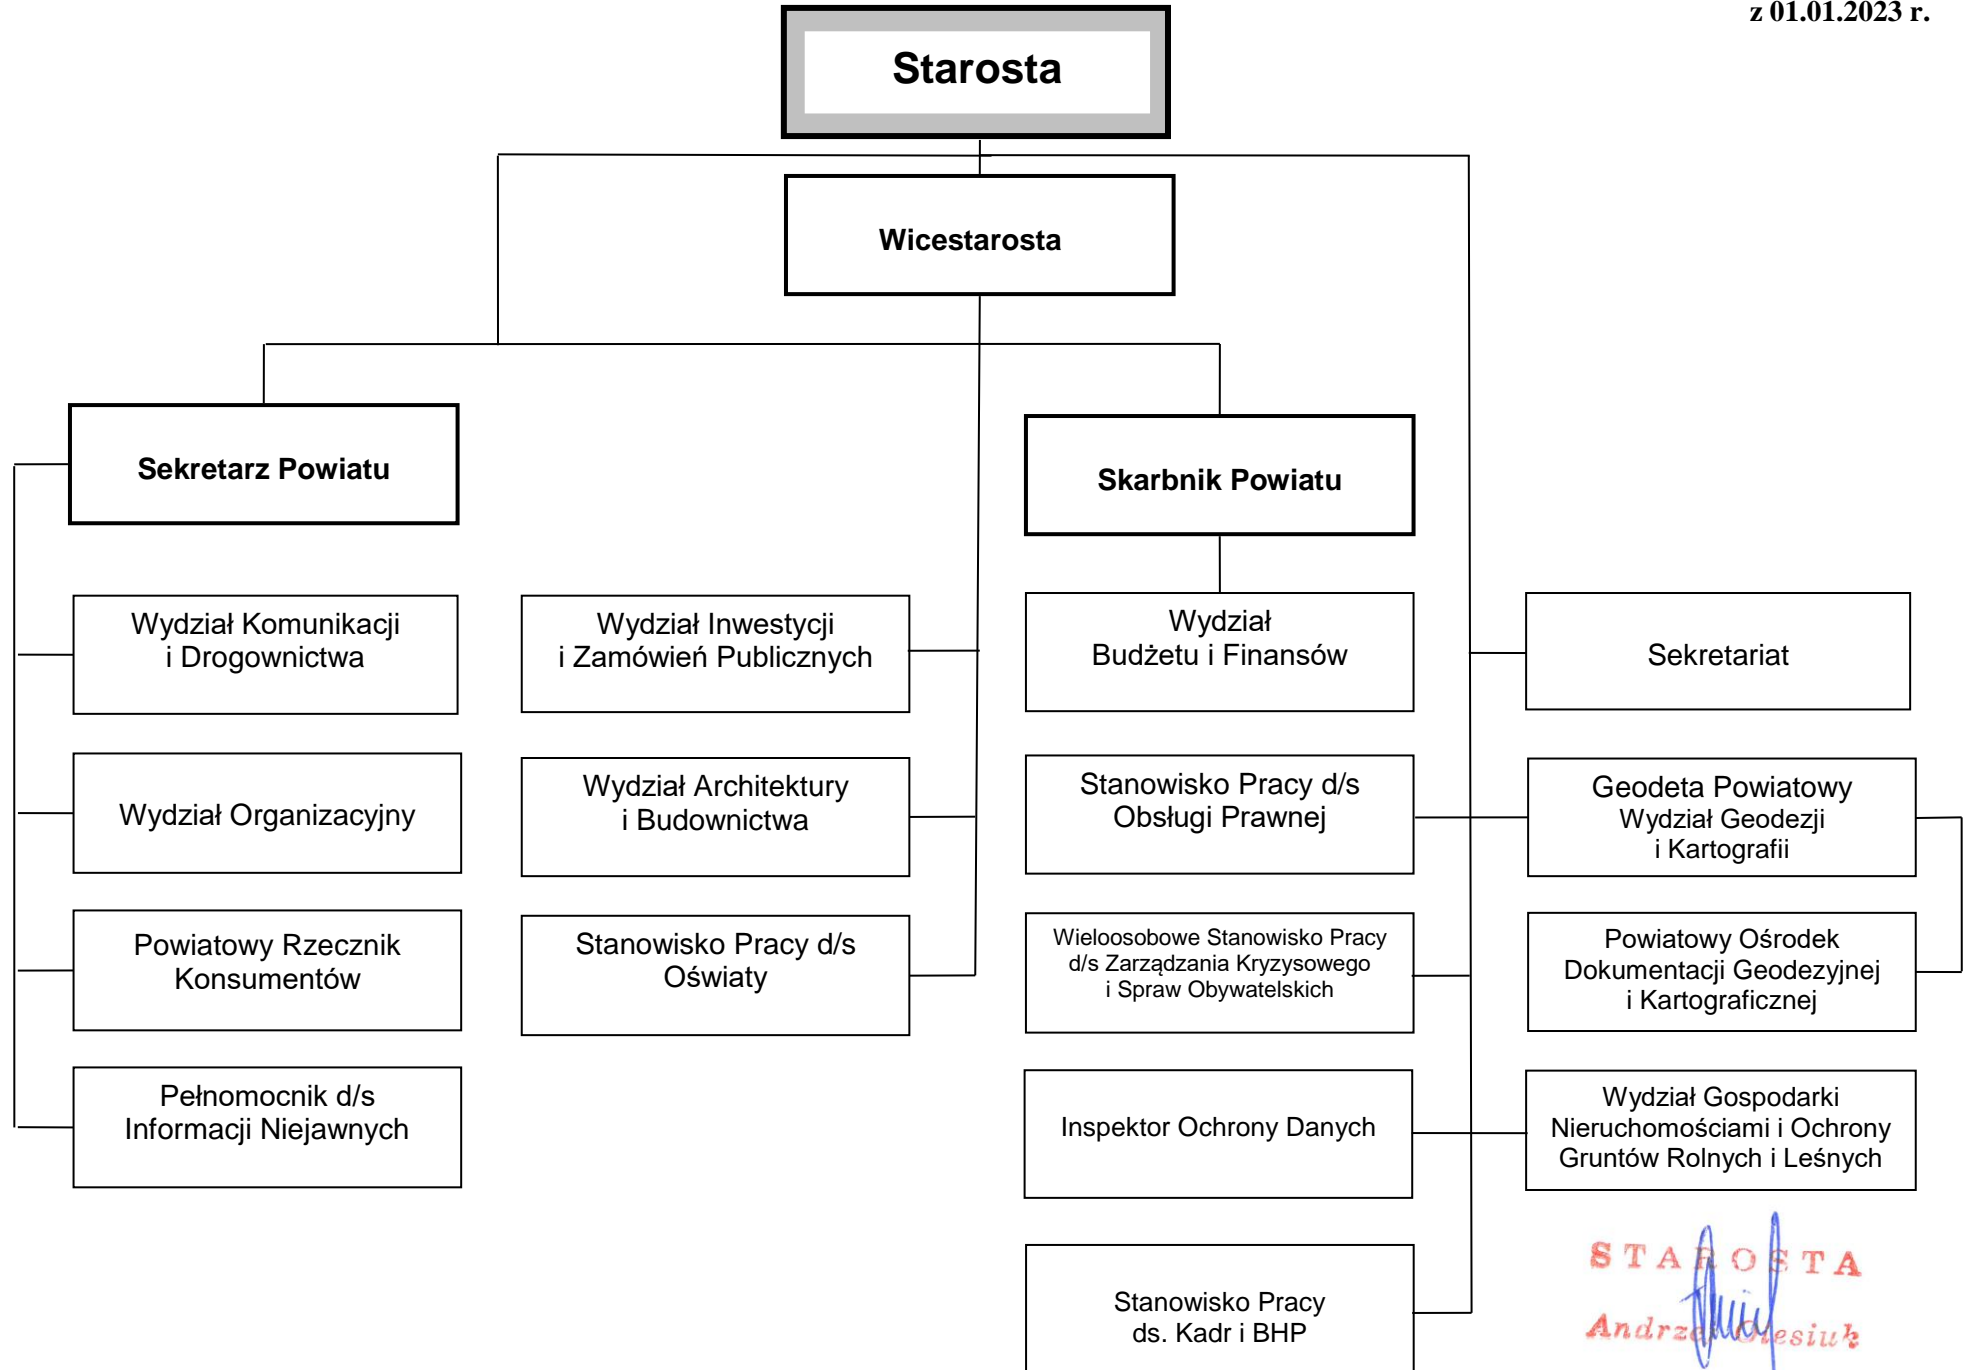 z 01.01.2023 r.
Starosta
Wicestarosta
Sekretarz Powiatu
Skarbnik Powiatu
Wydział Komunikacji
i Drogownictwa
Wydział Inwestycji
i Zamówień Publicznych
Wydział
Budżetu i Finansów
Sekretariat
Wydział Organizacyjny
Wydział Architektury
i Budownictwa
Stanowisko Pracy d/s
Obsługi Prawnej
Geodeta Powiatowy
Wydział Geodezji
i Kartografii
Powiatowy Rzecznik
Konsumentów
Stanowisko Pracy d/s
Oświaty
Wieloosobowe Stanowisko Pracy
d/s Zarządzania Kryzysowego
i Spraw Obywatelskich
Powiatowy Ośrodek
Dokumentacji Geodezyjnej
i Kartograficznej
Pełnomocnik d/s
Informacji Niejawnych
Inspektor Ochrony Danych
Wydział Gospodarki
Nieruchomościami i Ochrony
Gruntów Rolnych i Leśnych
Stanowisko Pracy
ds. Kadr i BHP
STAROSTA